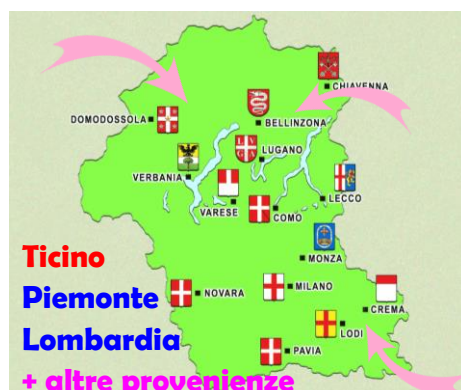 CHIAVENNA
DOMODOSSOLA
BELLINZONA
LUGANO
VERBANIA
VARESE
COMO
LECCO
MONZA
NOVARA
MILANO
CREMA
LODI
PAVIA
Ticino
Piemonte
Lombardia
+ altre provenienze